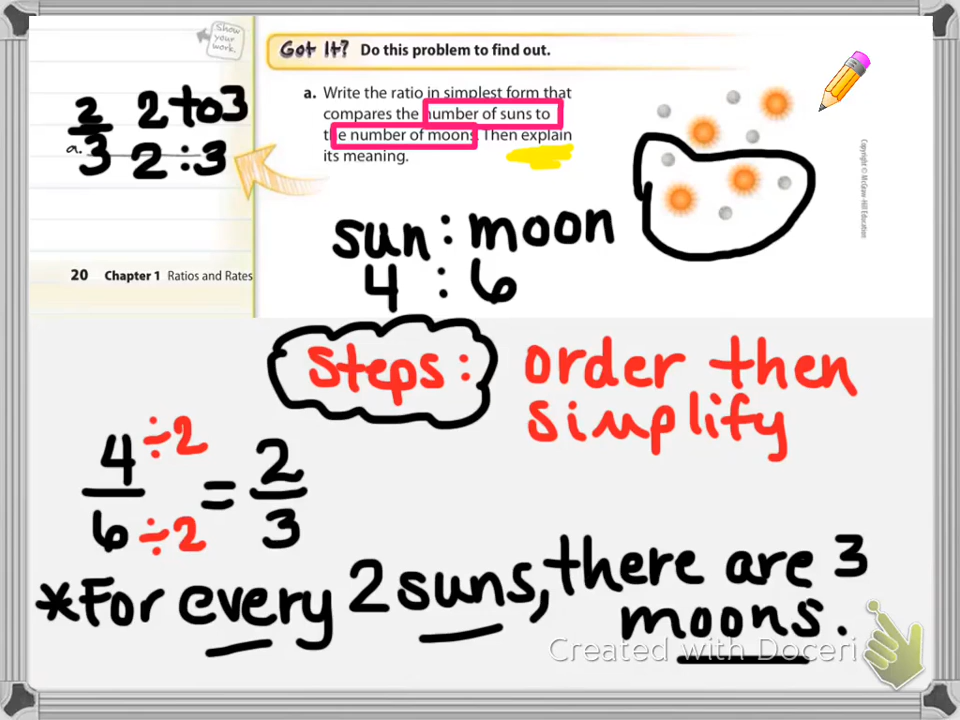 Show
your
work.
Got It? Do this problem to find out.
a. Write the ratio in simplest form that
compares the number of suns to
the number of moons. Then explain
its meaning.
2/3 2 to 3
a. 2:3
© McGraw-Hill Education
sun : moon
4 : 6
20 Chapter 1 Ratios and Rates
Steps: order then
simplify
4 ÷2 = 2
6 ÷2 3
*For every 2 suns, there are 3
moons.
Created with Doceri